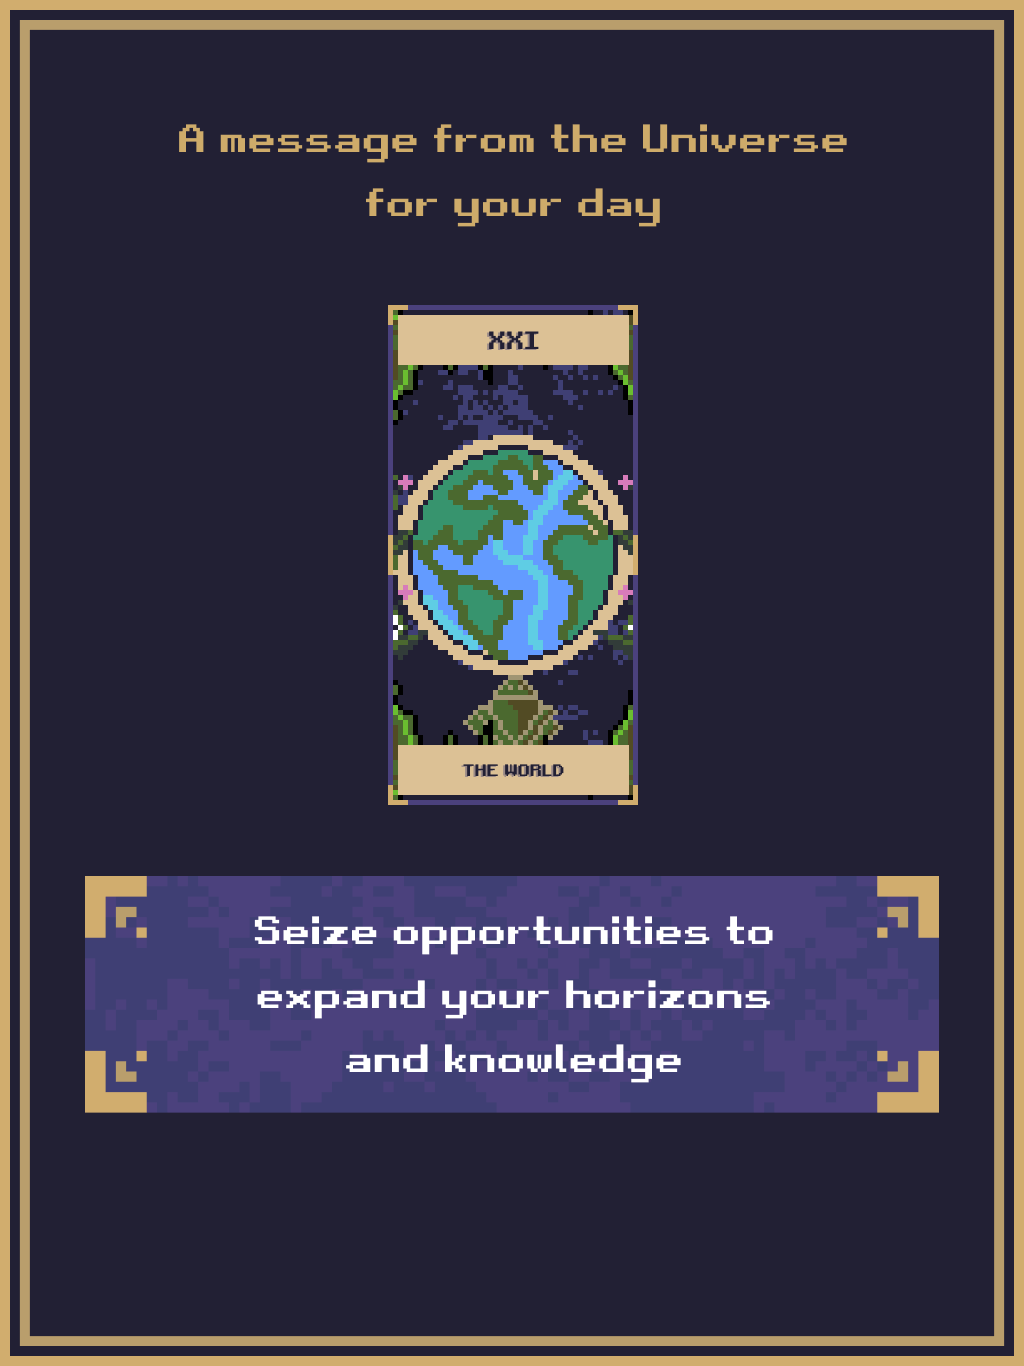 A message from the Universe
for your day
XXI
THE WORLD
Seize opportunities to
expand your horizons
and knowledge